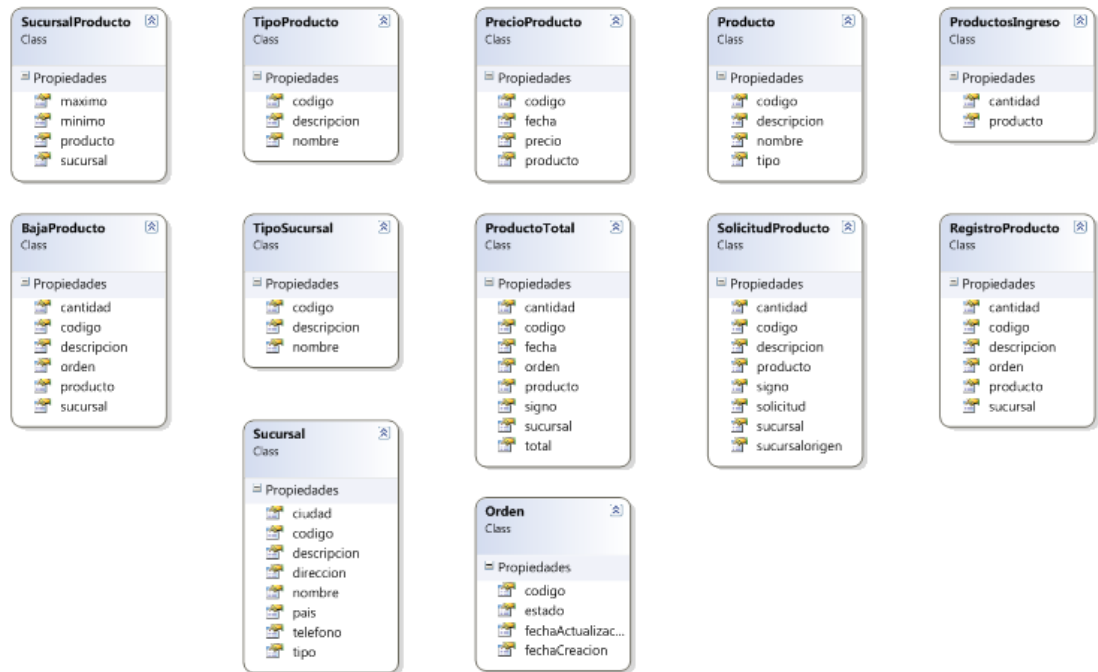 SucursalProducto
Class
Propiedades
maximo
minimo
producto
sucursal
TipoProducto
Class
Propiedades
codigo
descripcion
nombre
PrecioProducto
Class
Propiedades
codigo
fecha
precio
producto
Producto
Class
Propiedades
codigo
descripcion
nombre
tipo
ProductosIngreso
Class
Propiedades
cantidad
producto
BajaProducto
Class
Propiedades
cantidad
codigo
descripcion
orden
producto
sucursal
TipoSucursal
Class
Propiedades
codigo
descripcion
nombre
ProductoTotal
Class
Propiedades
cantidad
codigo
fecha
orden
producto
signo
sucursal
total
SolicitudProducto
Class
Propiedades
cantidad
codigo
descripcion
producto
signo
solicitud
sucursal
sucursalorigen
RegistroProducto
Class
Propiedades
cantidad
codigo
descripcion
orden
producto
sucursal
Sucursal
Class
Propiedades
ciudad
codigo
descripcion
direccion
nombre
pais
telefono
tipo
Orden
Class
Propiedades
codigo
estado
fechaActualizac...
fechaCreacion